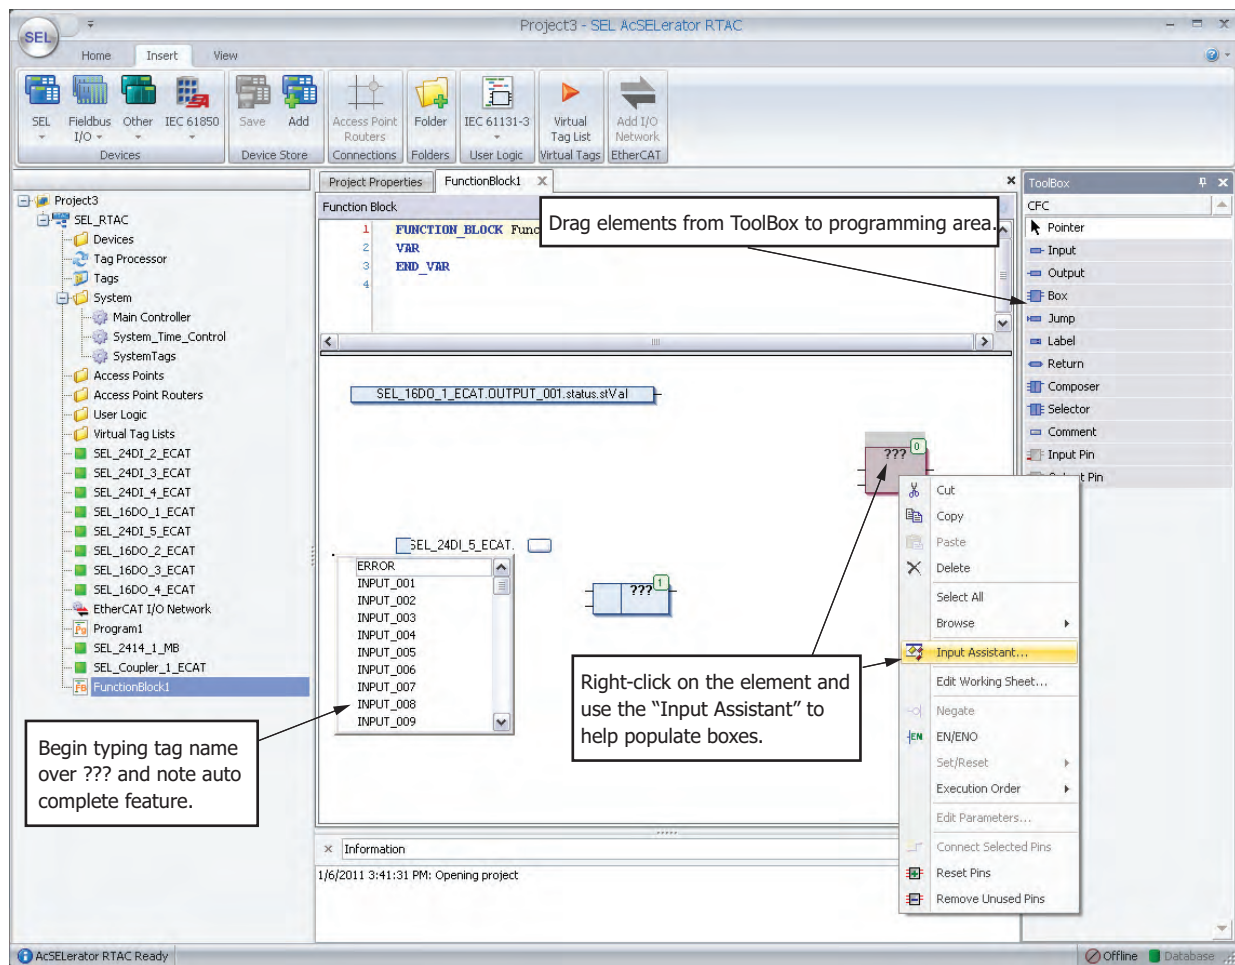 Project3 - SEL AcSELerator RTAC
SEL
Home Insert View
SEL
Fieldbus I/O
Other
IEC 61850
Save
Add
Access Point Routers
Folder
IEC 61131-3
Virtual Tag List
Add I/O Network
Devices
Device Store
Connections
Folders
User Logic
Virtual Tags
EtherCAT
Project3
SEL_RTAC
Devices
Tag Processor
Tags
System
Main Controller
System_Time_Control
SystemTags
Access Points
Access Point Routers
User Logic
Virtual Tag Lists
SEL_24DI_2_ECAT
SEL_24DI_3_ECAT
SEL_24DI_4_ECAT
SEL_16DO_1_ECAT
SEL_24DI_5_ECAT
SEL_16DO_2_ECAT
SEL_16DO_3_ECAT
SEL_16DO_4_ECAT
EtherCAT I/O Network
Program1
SEL_2414_1_MB
SEL_Coupler_1_ECAT
FunctionBlock1
Begin typing tag name
over ??? and note auto
complete feature.
Project Properties
FunctionBlock1
Function Block
1 FUNCTION_BLOCK Func
2 VAR
3 END_VAR
4
Drag elements from ToolBox to programming area.
SEL_16DO_1_ECAT.OUTPUT_001.status.stVal
??? 0
SEL_24DI_5_ECAT.
ERROR
INPUT_001
INPUT_002
INPUT_003
INPUT_004
INPUT_005
INPUT_006
INPUT_007
INPUT_008
INPUT_009
??? 1
Right-click on the element and
use the “Input Assistant” to
help populate boxes.
Cut
Copy
Paste
Delete
Select All
Browse
Input Assistant...
Edit Working Sheet...
Negate
EN EN/ENO
Set/Reset
Execution Order
Edit Parameters...
Connect Selected Pins
Reset Pins
Remove Unused Pins
ToolBox
CFC
Pointer
Input
Output
Box
Jump
Label
Return
Composer
Selector
Comment
Input Pin
Pin
Information
1/6/2011 3:41:31 PM: Opening project
AcSELerator RTAC Ready
Offline
Database